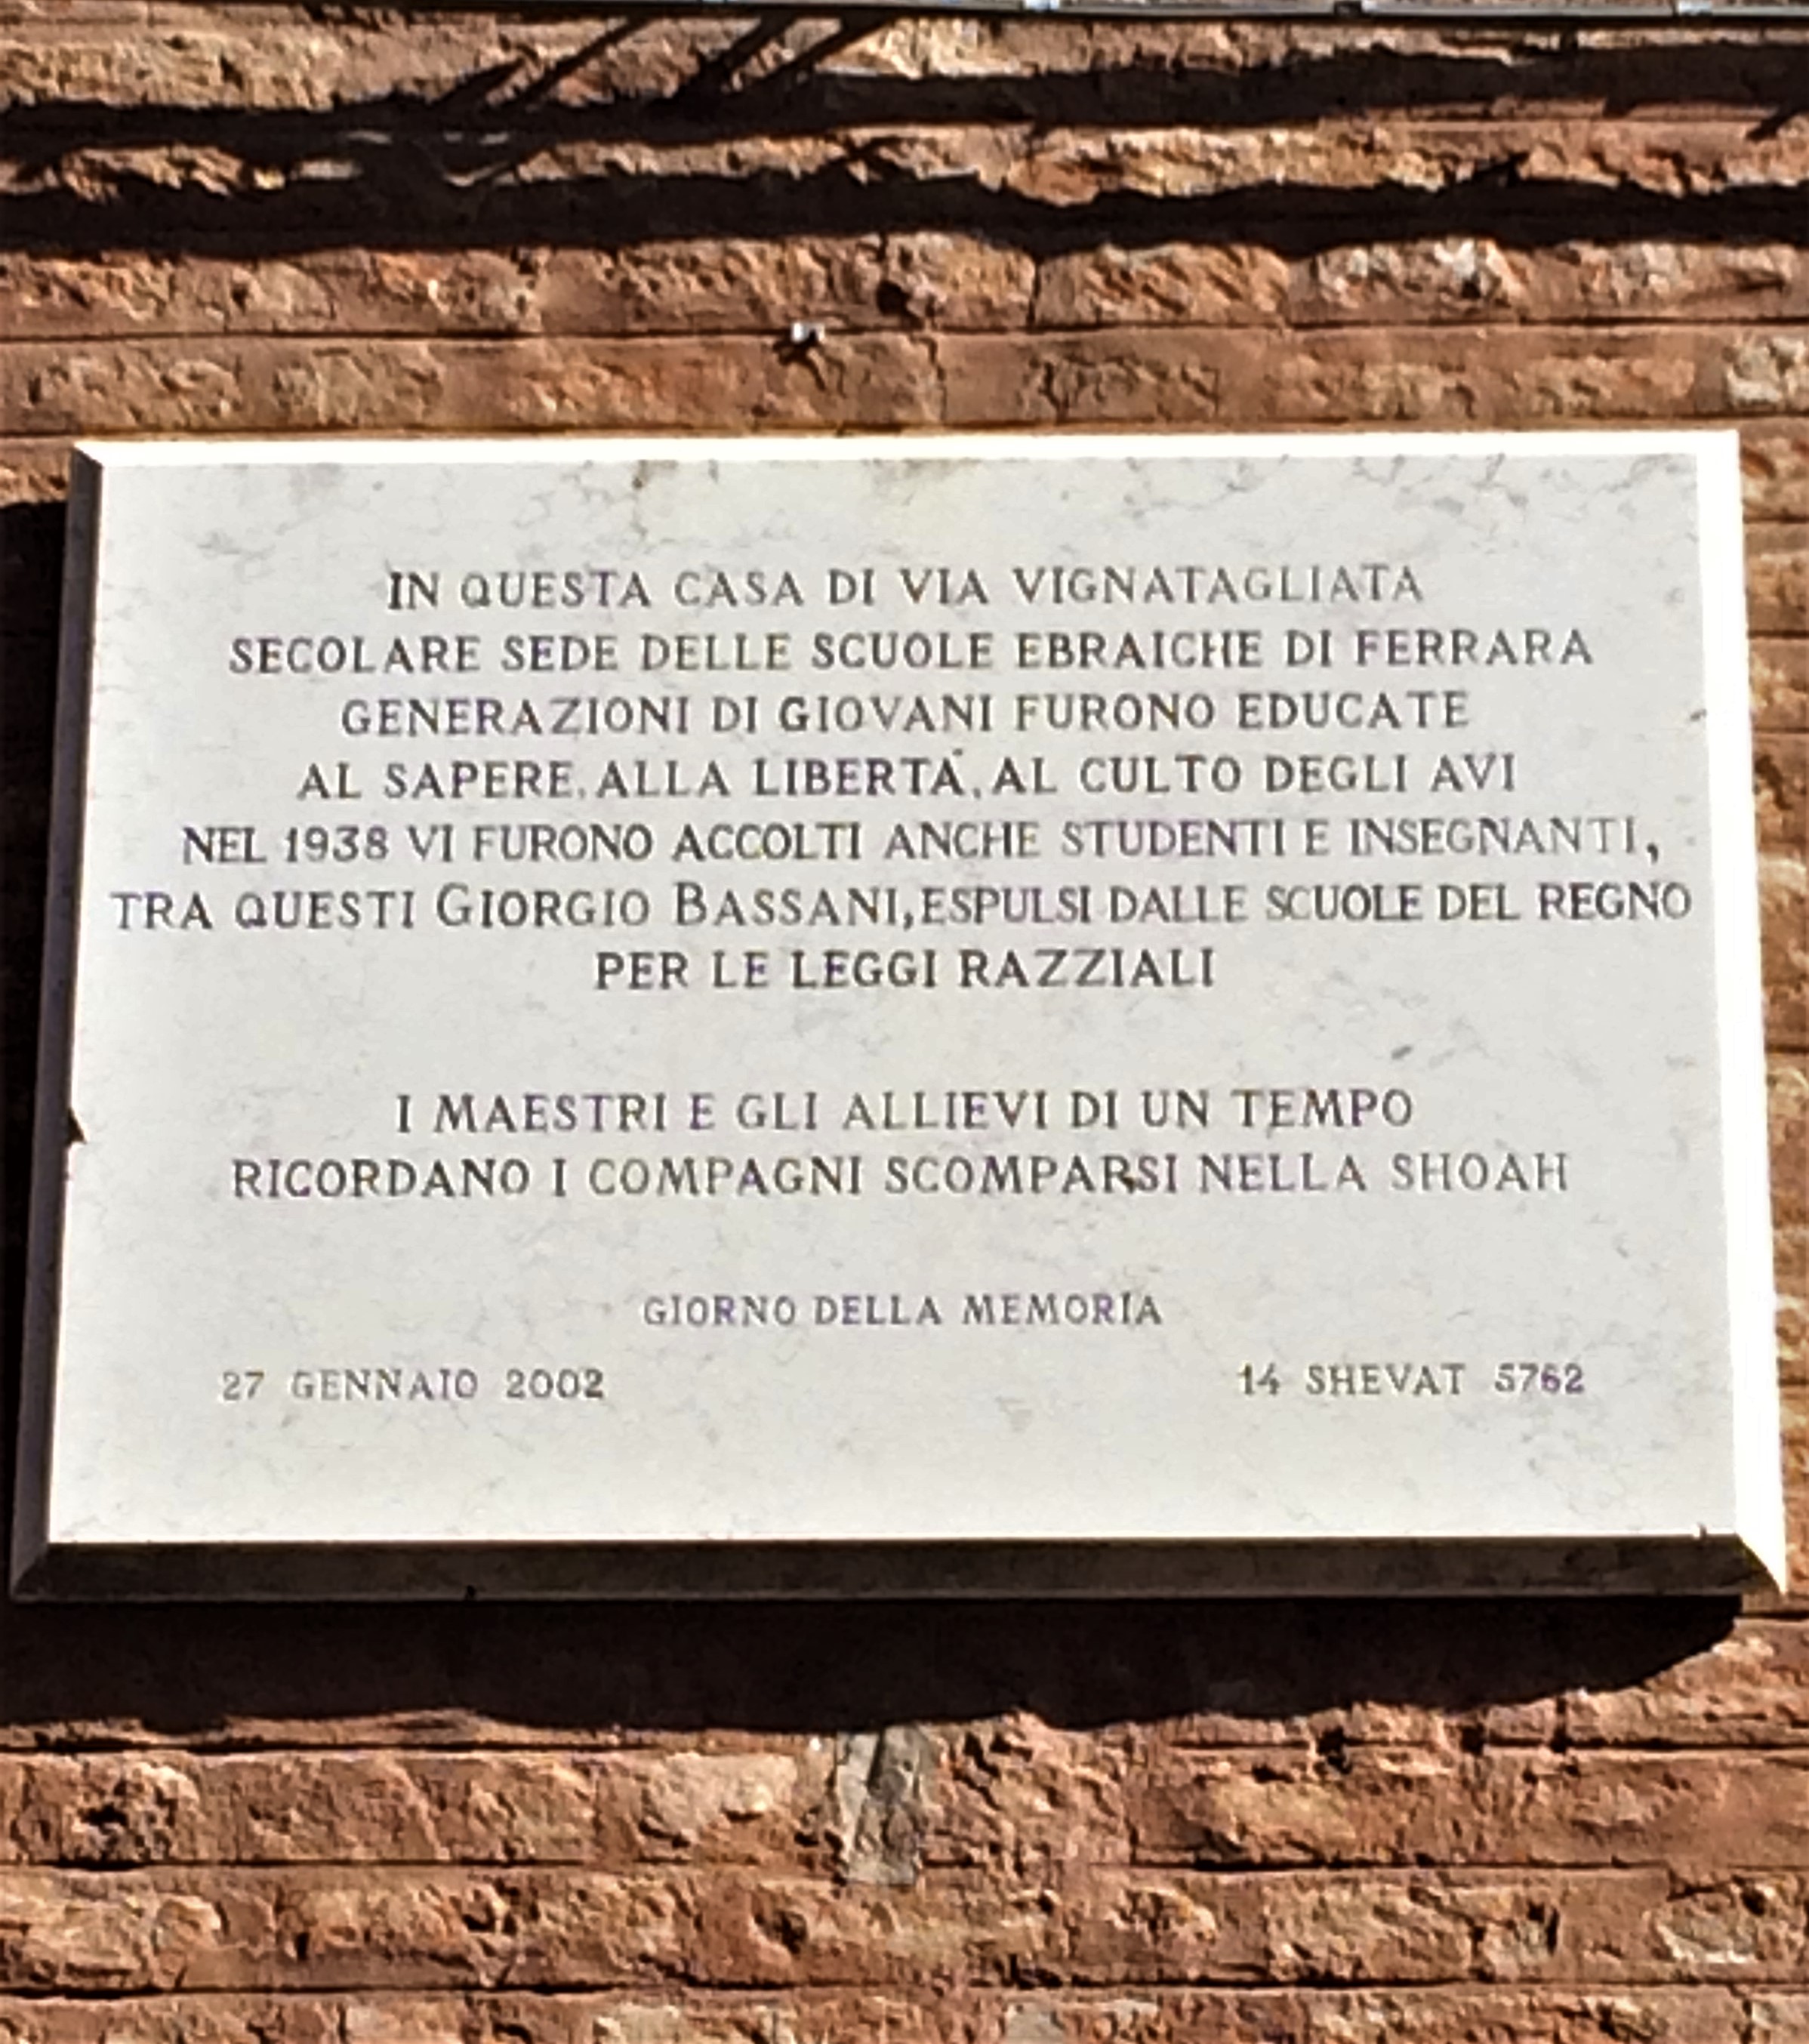 IN QUESTA CASA DI VIA VIGNATAGLIATA
SECOLARE SEDE DELLE SCUOLE EBRAICHE DI FERRARA
GENERAZIONI DI GIOVANI FURONO EDUCATE
AL SAPERE, ALLA LIBERTÀ, AL CULTO DEGLI AVI
NEL 1938 VI FURONO ACCOLTI ANCHE STUDENTI E INSEGNANTI,
TRA QUESTI GIORGIO BASSANI, ESPULSI DALLE SCUOLE DEL REGNO
PER LE LEGGI RAZZIALI
I MAESTRI E GLI ALLIEVI DI UN TEMPO
RICORDANO I COMPAGNI SCOMPARSI NELLA SHOAH
GIORNO DELLA MEMORIA
27 GENNAIO 2002 14 SHEVAT 5762